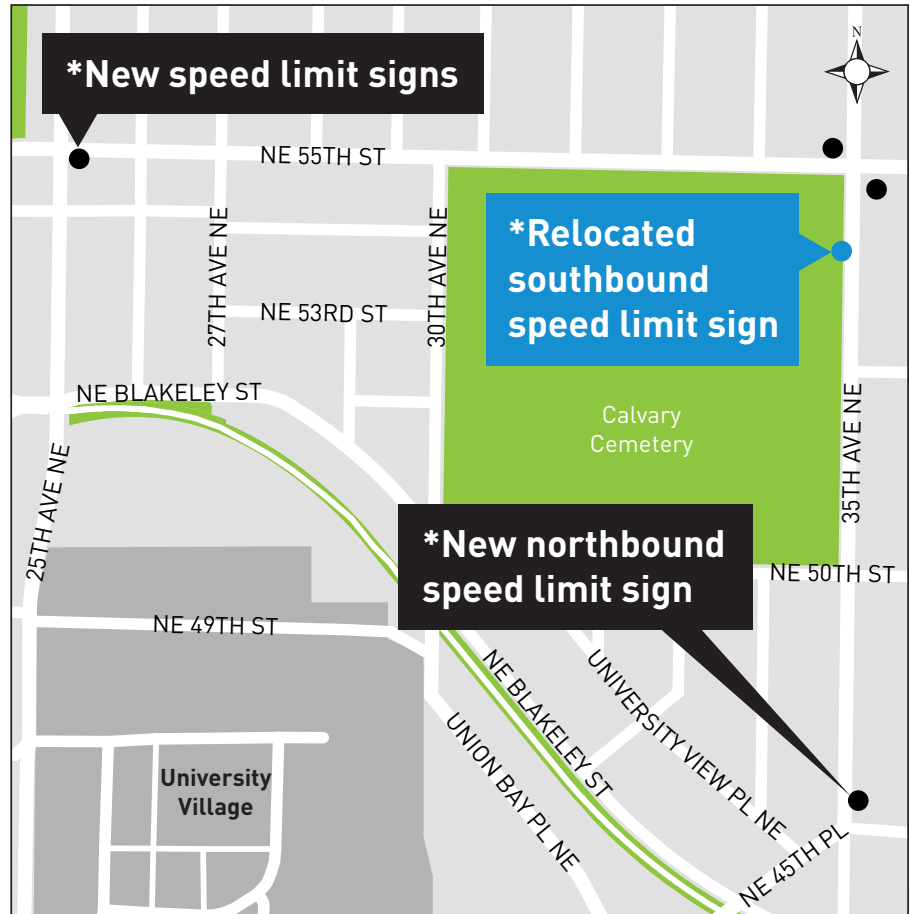 *New speed limit signs
N
NE 55TH ST
27TH AVE NE
30TH AVE NE
*Relocated
southbound
speed limit sign
NE 53RD ST
NE BLAKELEY ST
Calvary
Cemetery
35TH AVE NE
25TH AVE NE
*New northbound
speed limit sign
NE 50TH ST
NE 49TH ST
NE BLAKELEY ST
UNIVERSITY VIEW PL NE
UNION BAY PL NE
University
Village
NE 45TH PL